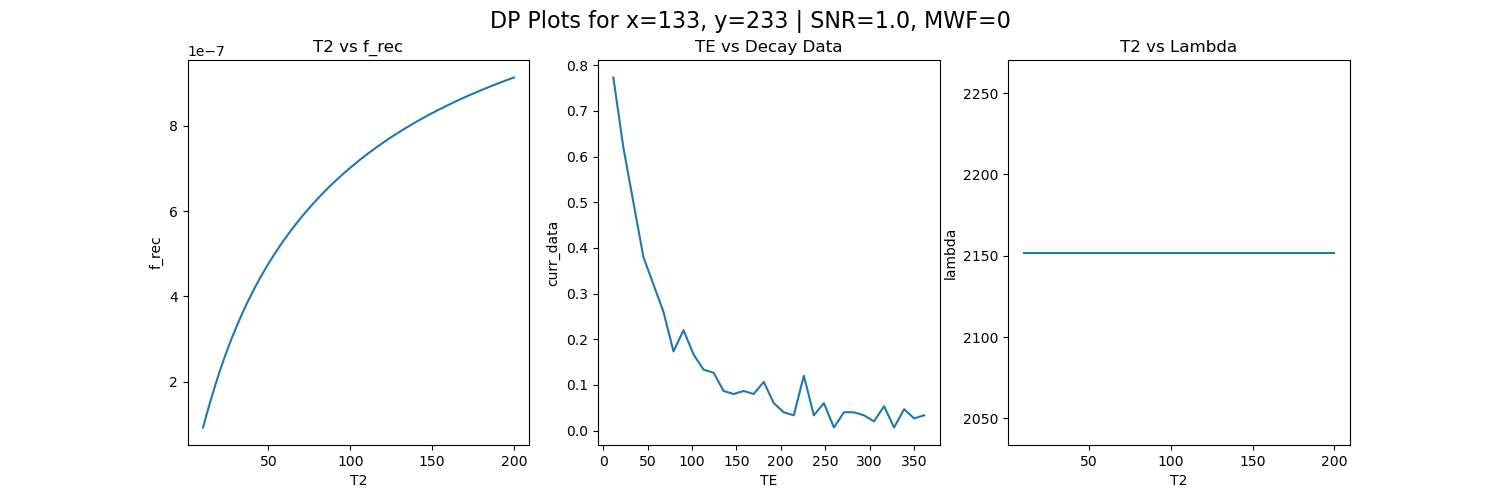 DP Plots for x=133, y=233 | SNR=1.0, MWF=0
T2 vs f_rec
1e−7
8
6
4
2
f_rec
50 100 150 200
T2
TE vs Decay Data
0.8
0.7
0.6
0.5
0.4
0.3
0.2
0.1
0.0
curr_data
0 50 100 150 200 250 300 350
TE
T2 vs Lambda
2250
2200
2150
2100
2050
lambda
50 100 150 200
T2